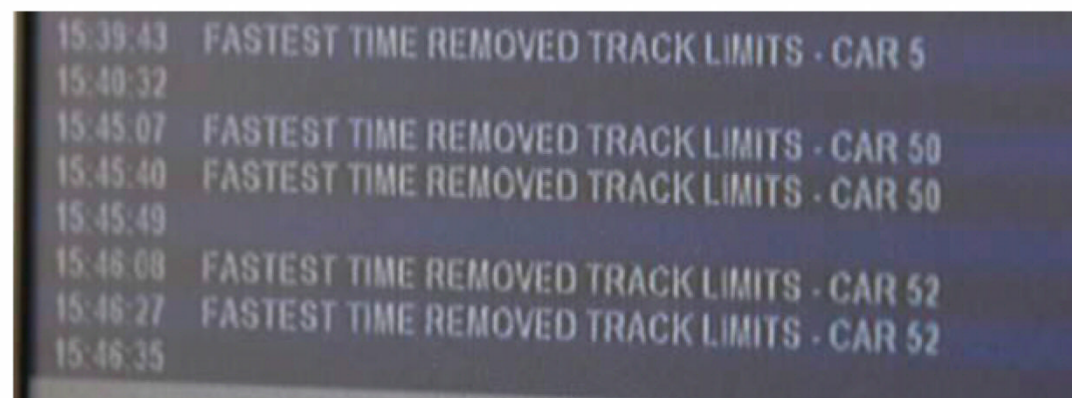 15:39:43 FASTEST TIME REMOVED TRACK LIMITS - CAR 5
15:40:32
15:45:07 FASTEST TIME REMOVED TRACK LIMITS - CAR 50
15:45:40 FASTEST TIME REMOVED TRACK LIMITS - CAR 50
15:45:49
15:46:08 FASTEST TIME REMOVED TRACK LIMITS - CAR 52
15:46:27 FASTEST TIME REMOVED TRACK LIMITS - CAR 52
15:46:35